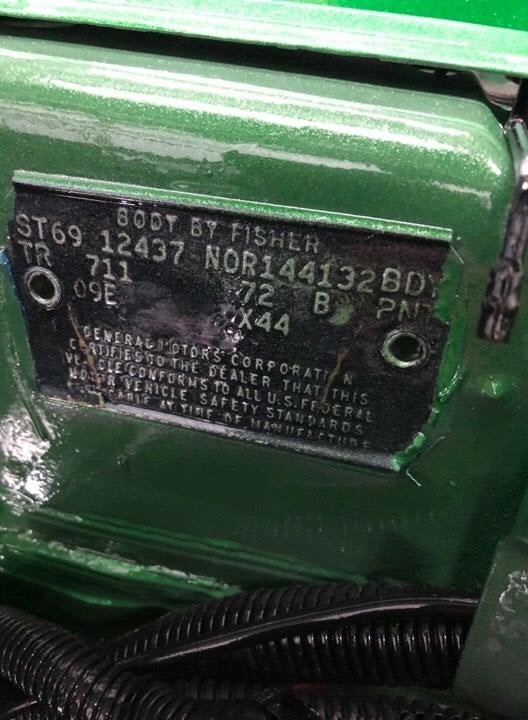 BODY BY FISHER
ST69 12437 NOR144132BDY
TR 711 72 B PNT
09E X44
GENERAL MOTORS CORPORATION
CERTIFIES TO THE DEALER THAT THIS
VEHICLE CONFORMS TO ALL U.S. FEDERAL
MOTOR VEHICLE SAFETY STANDARDS
APPLICABLE AT TIME OF MANUFACTURE